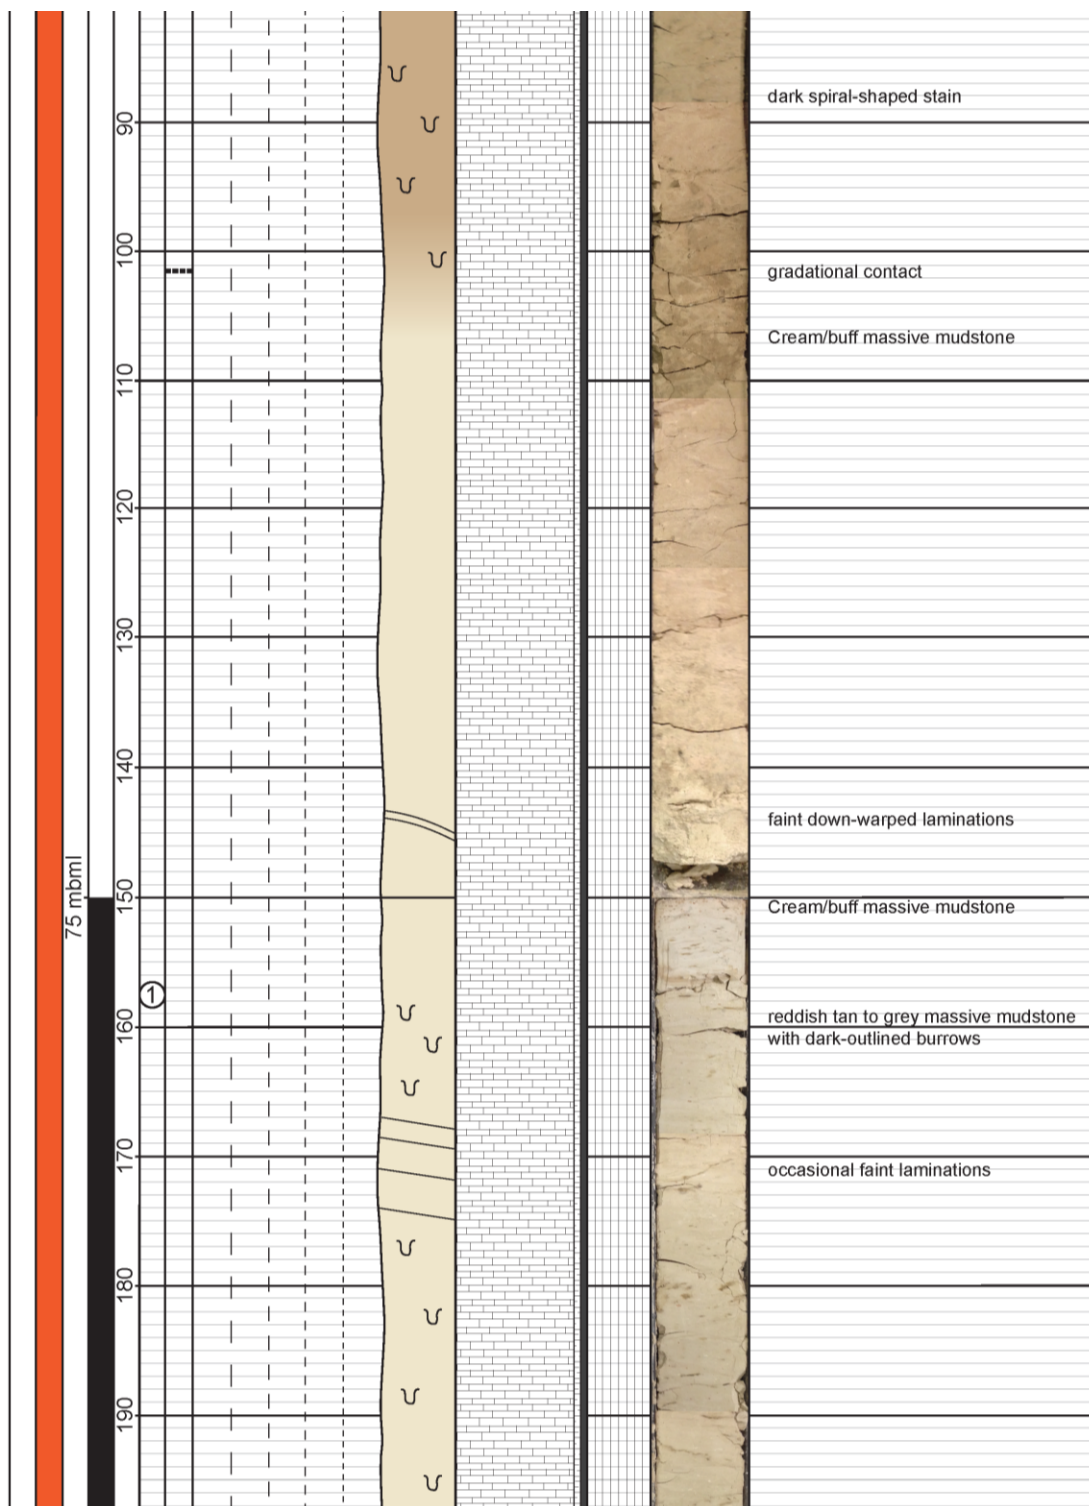 dark spiral-shaped stain
90
100
gradational contact
Cream/buff massive mudstone
110
120
130
140
faint down-warped laminations
75 mbml
150
Cream/buff massive mudstone
1
160
reddish tan to grey massive mudstone
with dark-outlined burrows
170
occasional faint laminations
180
190